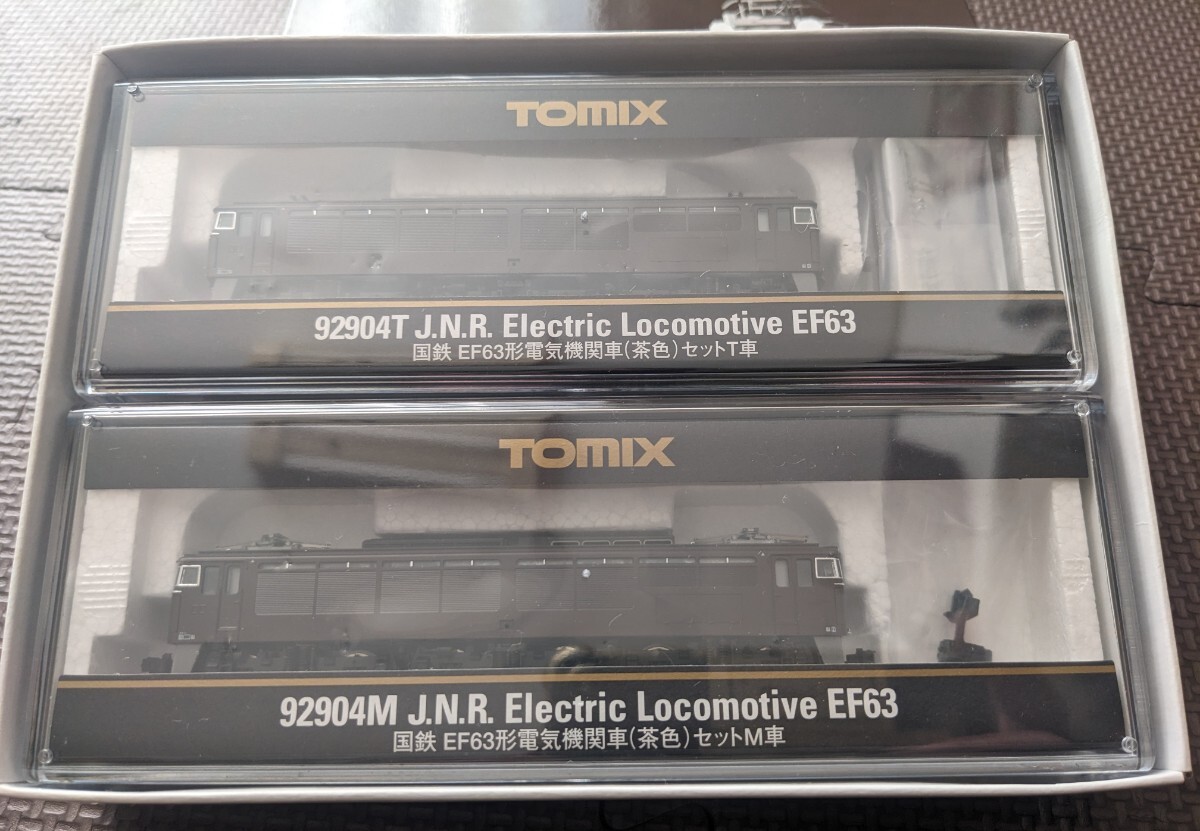 TOMIX
92904T J.N.R. Electric Locomotive EF63
国鉄 EF63形電気機関車(茶色)セットT車
TOMIX
92904M J.N.R. Electric Locomotive EF63
国鉄 EF63形電気機関車(茶色)セットM車